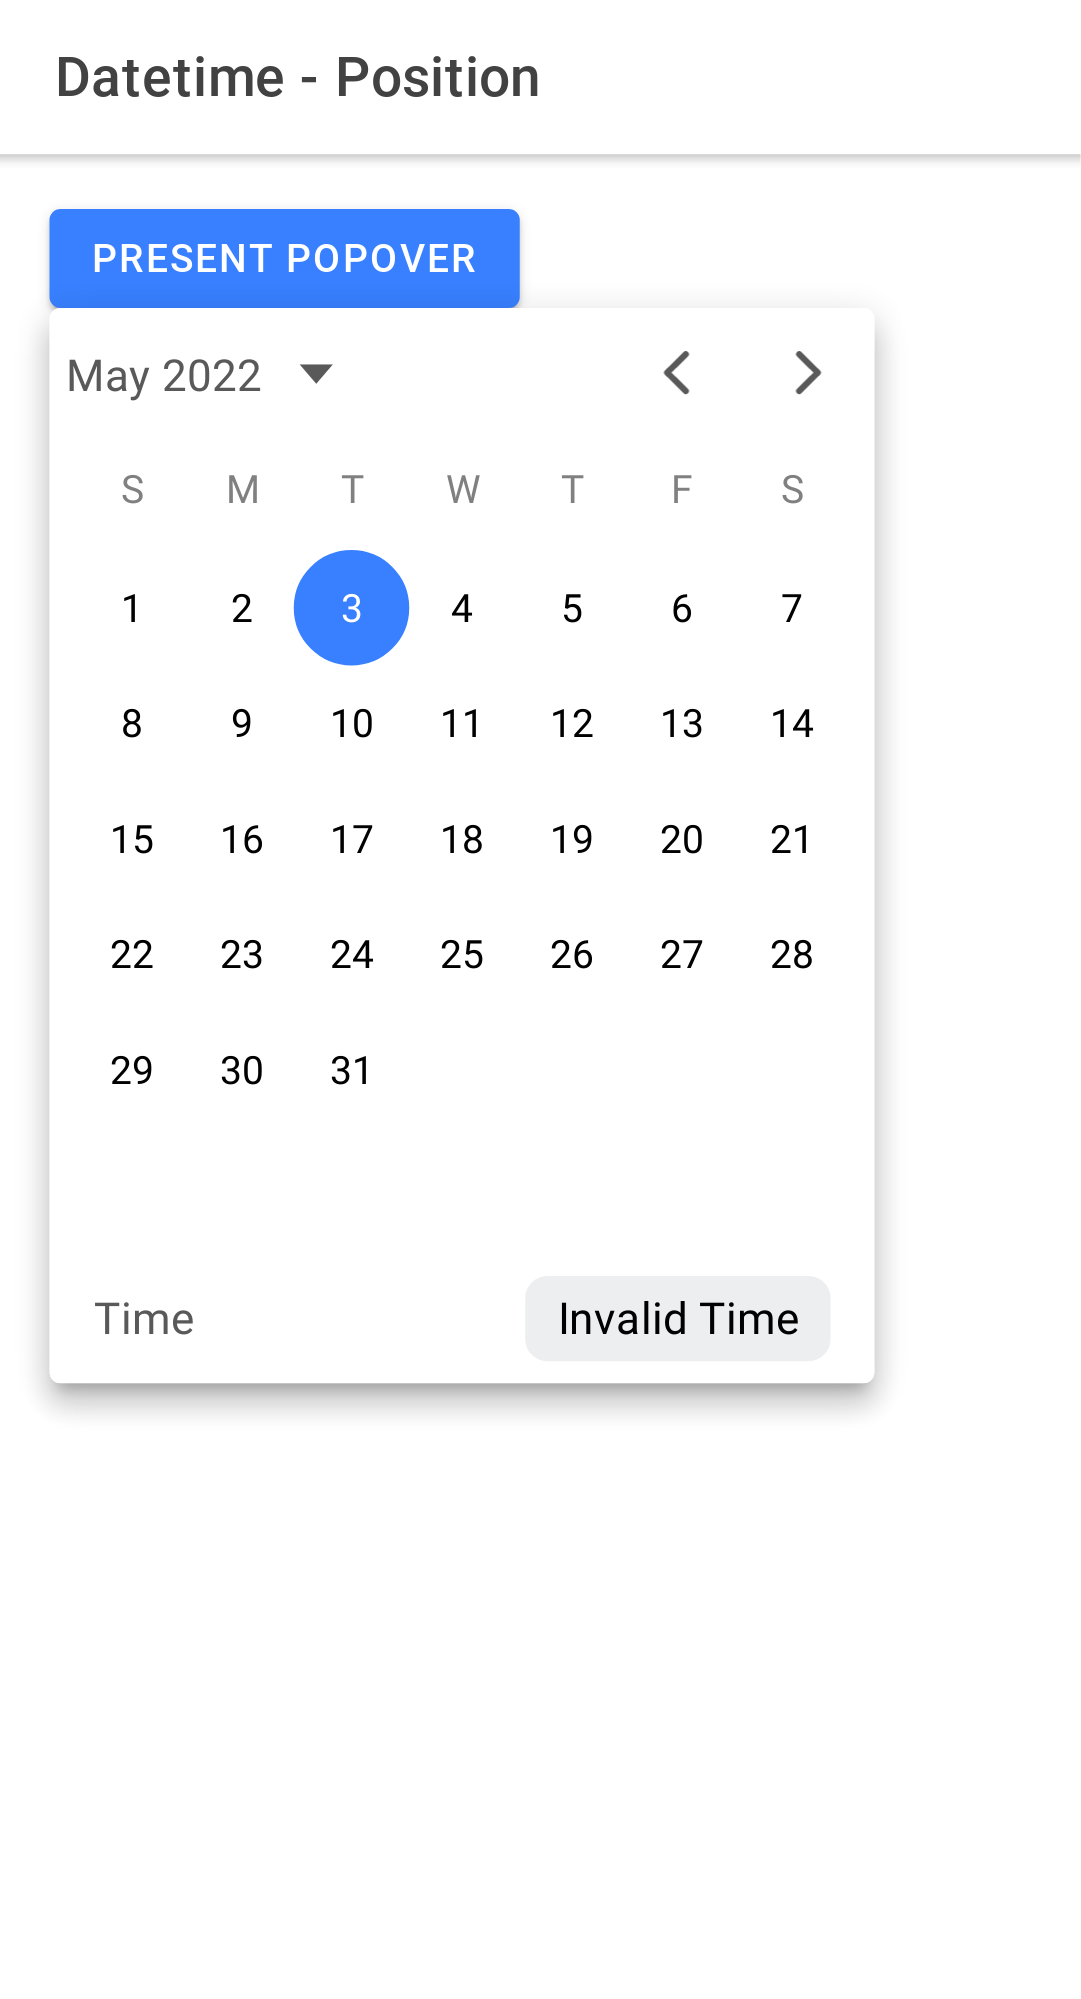 Datetime - Position
PRESENT POPOVER
May 2022
S M T W T F S
1 2 3 4 5 6 7
8 9 10 11 12 13 14
15 16 17 18 19 20 21
22 23 24 25 26 27 28
29 30 31
Time Invalid Time